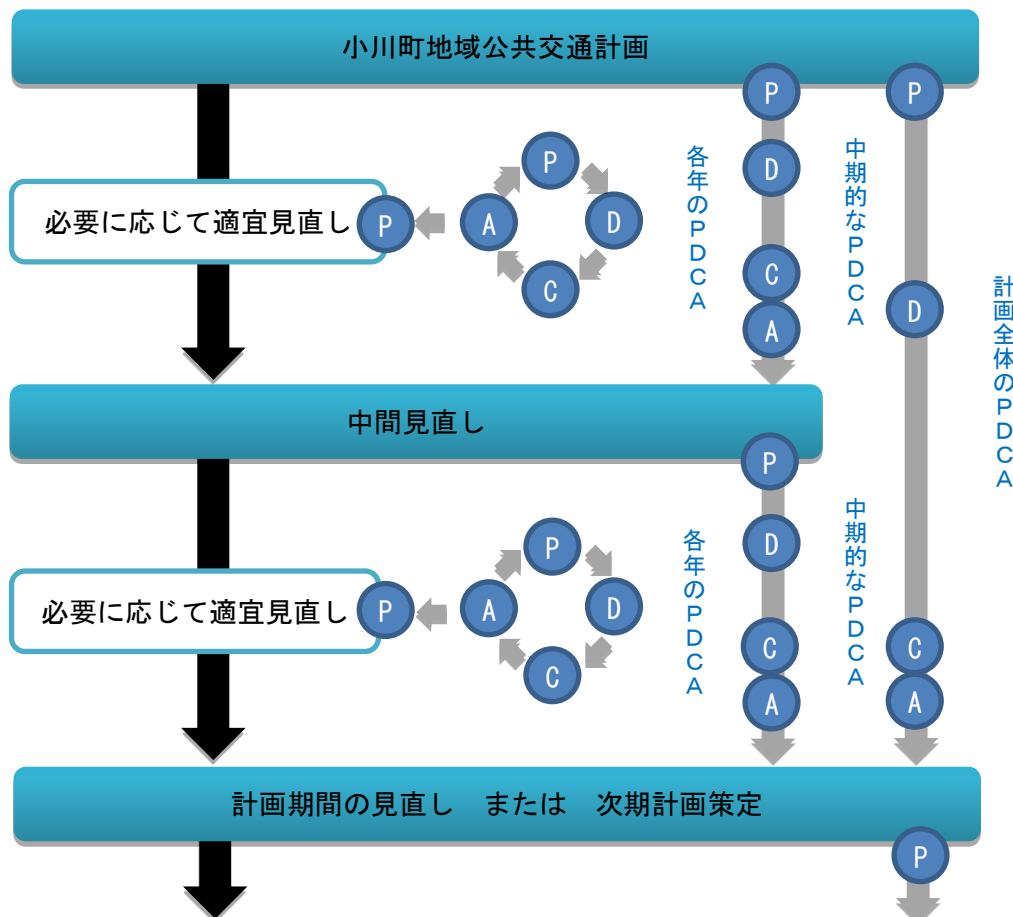 小川町地域公共交通計画
P
P
各年のPDCA
中期的なPDCA
D
P
必要に応じて適宜見直し
P
A
D
C
C
A
D
計画全体のPDCA
中間見直し
P
各年のPDCA
中期的なPDCA
D
P
必要に応じて適宜見直し
P
A
D
C
C
A
C
A
計画期間の見直し　または　次期計画策定
P